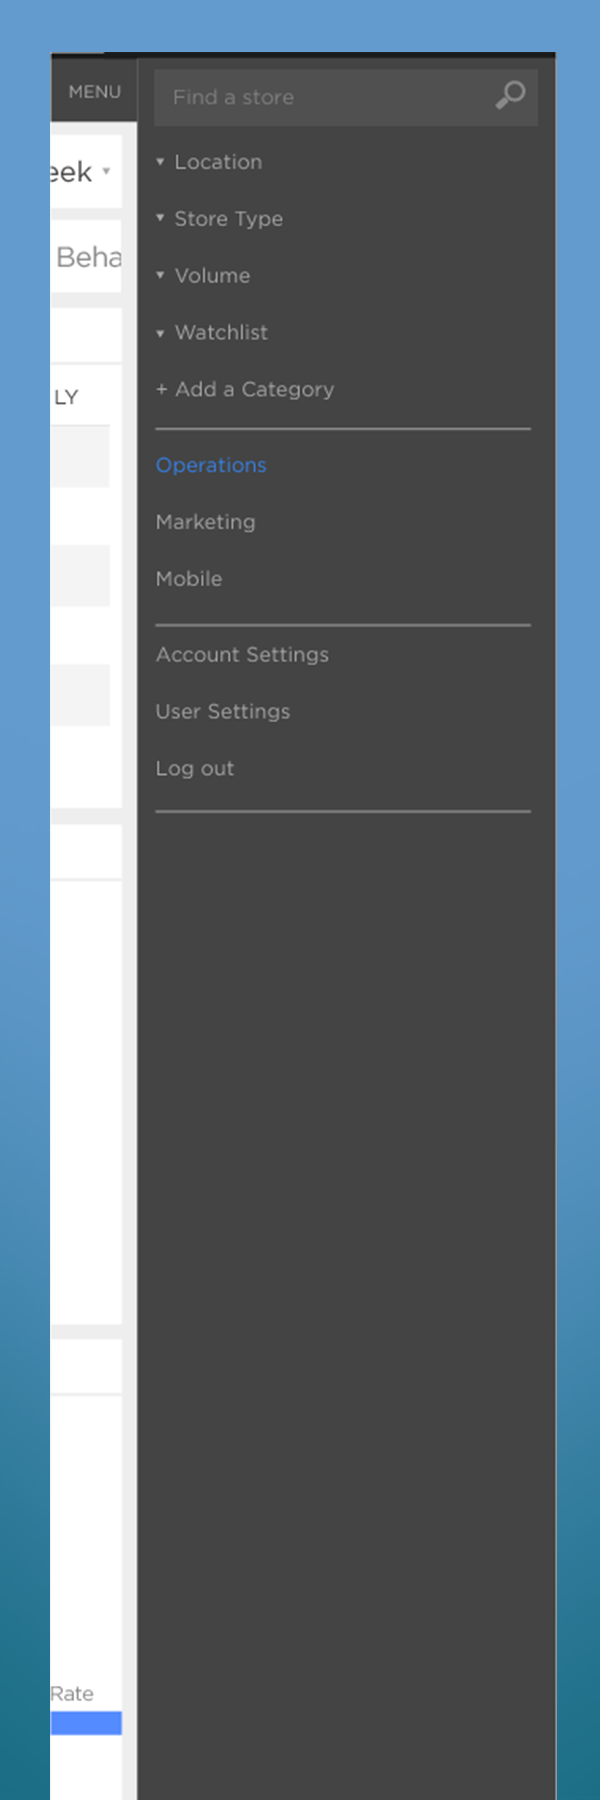 MENU
Find a store
eek
Beha
LY
Rate
Location
Store Type
Volume
Watchlist
+ Add a Category
Operations
Marketing
Mobile
Account Settings
User Settings
Log out